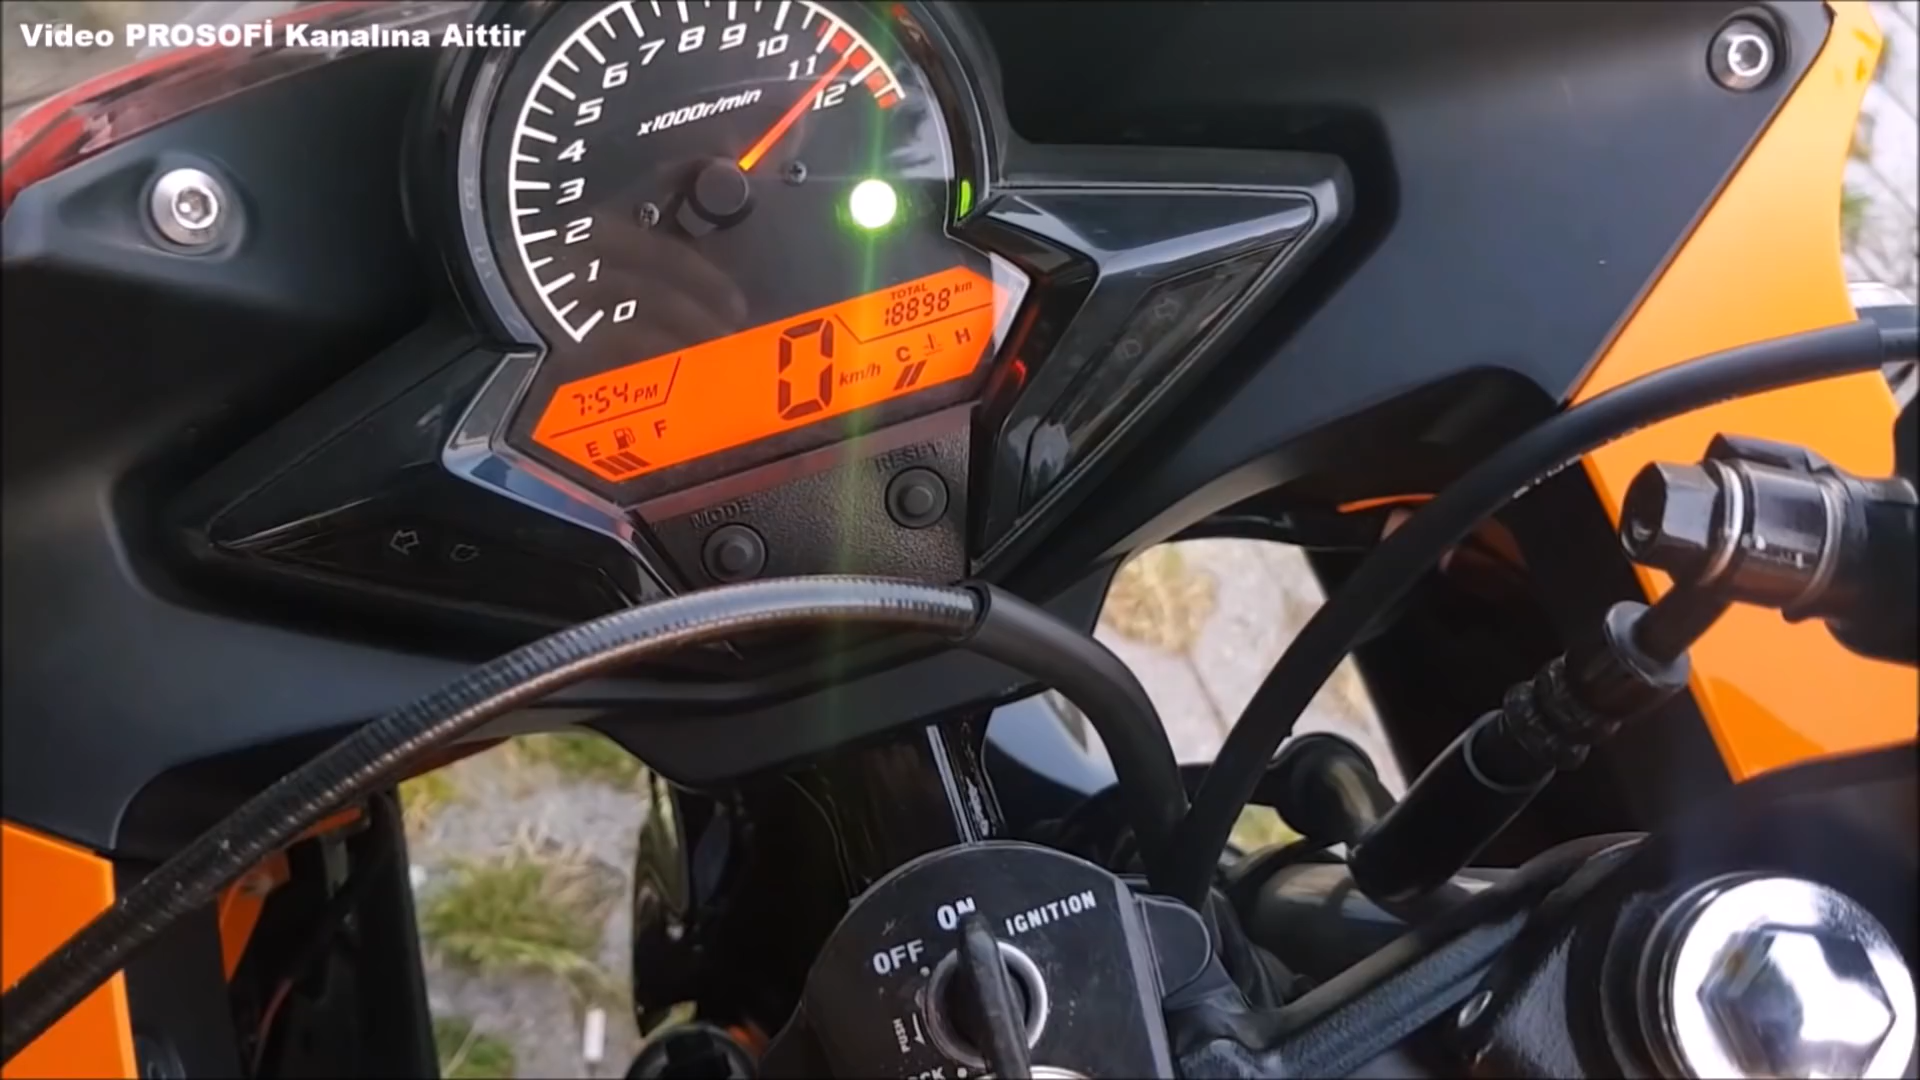 Video PROSOFİ Kanalına Aittir
0 1 2 3 4 5 6 7 8 9 10 11 12
x1000r/min
TOTAL
18898 km
7:54 PM
0 km/h
C H
E F
MODE
RESET
OFF
ON
IGNITION
PUSH